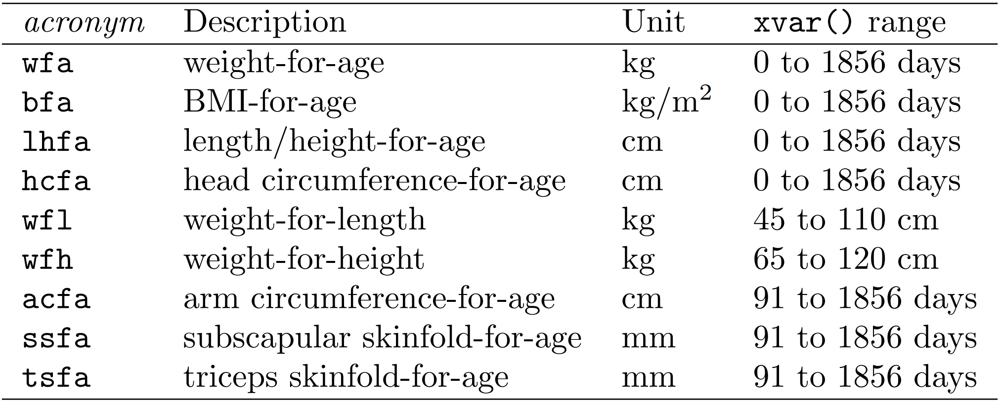 acronym Description Unit xvar() range
wfa weight-for-age kg 0 to 1856 days
bfa BMI-for-age kg/m² 0 to 1856 days
lhfa length/height-for-age cm 0 to 1856 days
hcfa head circumference-for-age cm 0 to 1856 days
wfl weight-for-length kg 45 to 110 cm
wfh weight-for-height kg 65 to 120 cm
acfa arm circumference-for-age cm 91 to 1856 days
ssfa subscapular skinfold-for-age mm 91 to 1856 days
tsfa triceps skinfold-for-age mm 91 to 1856 days